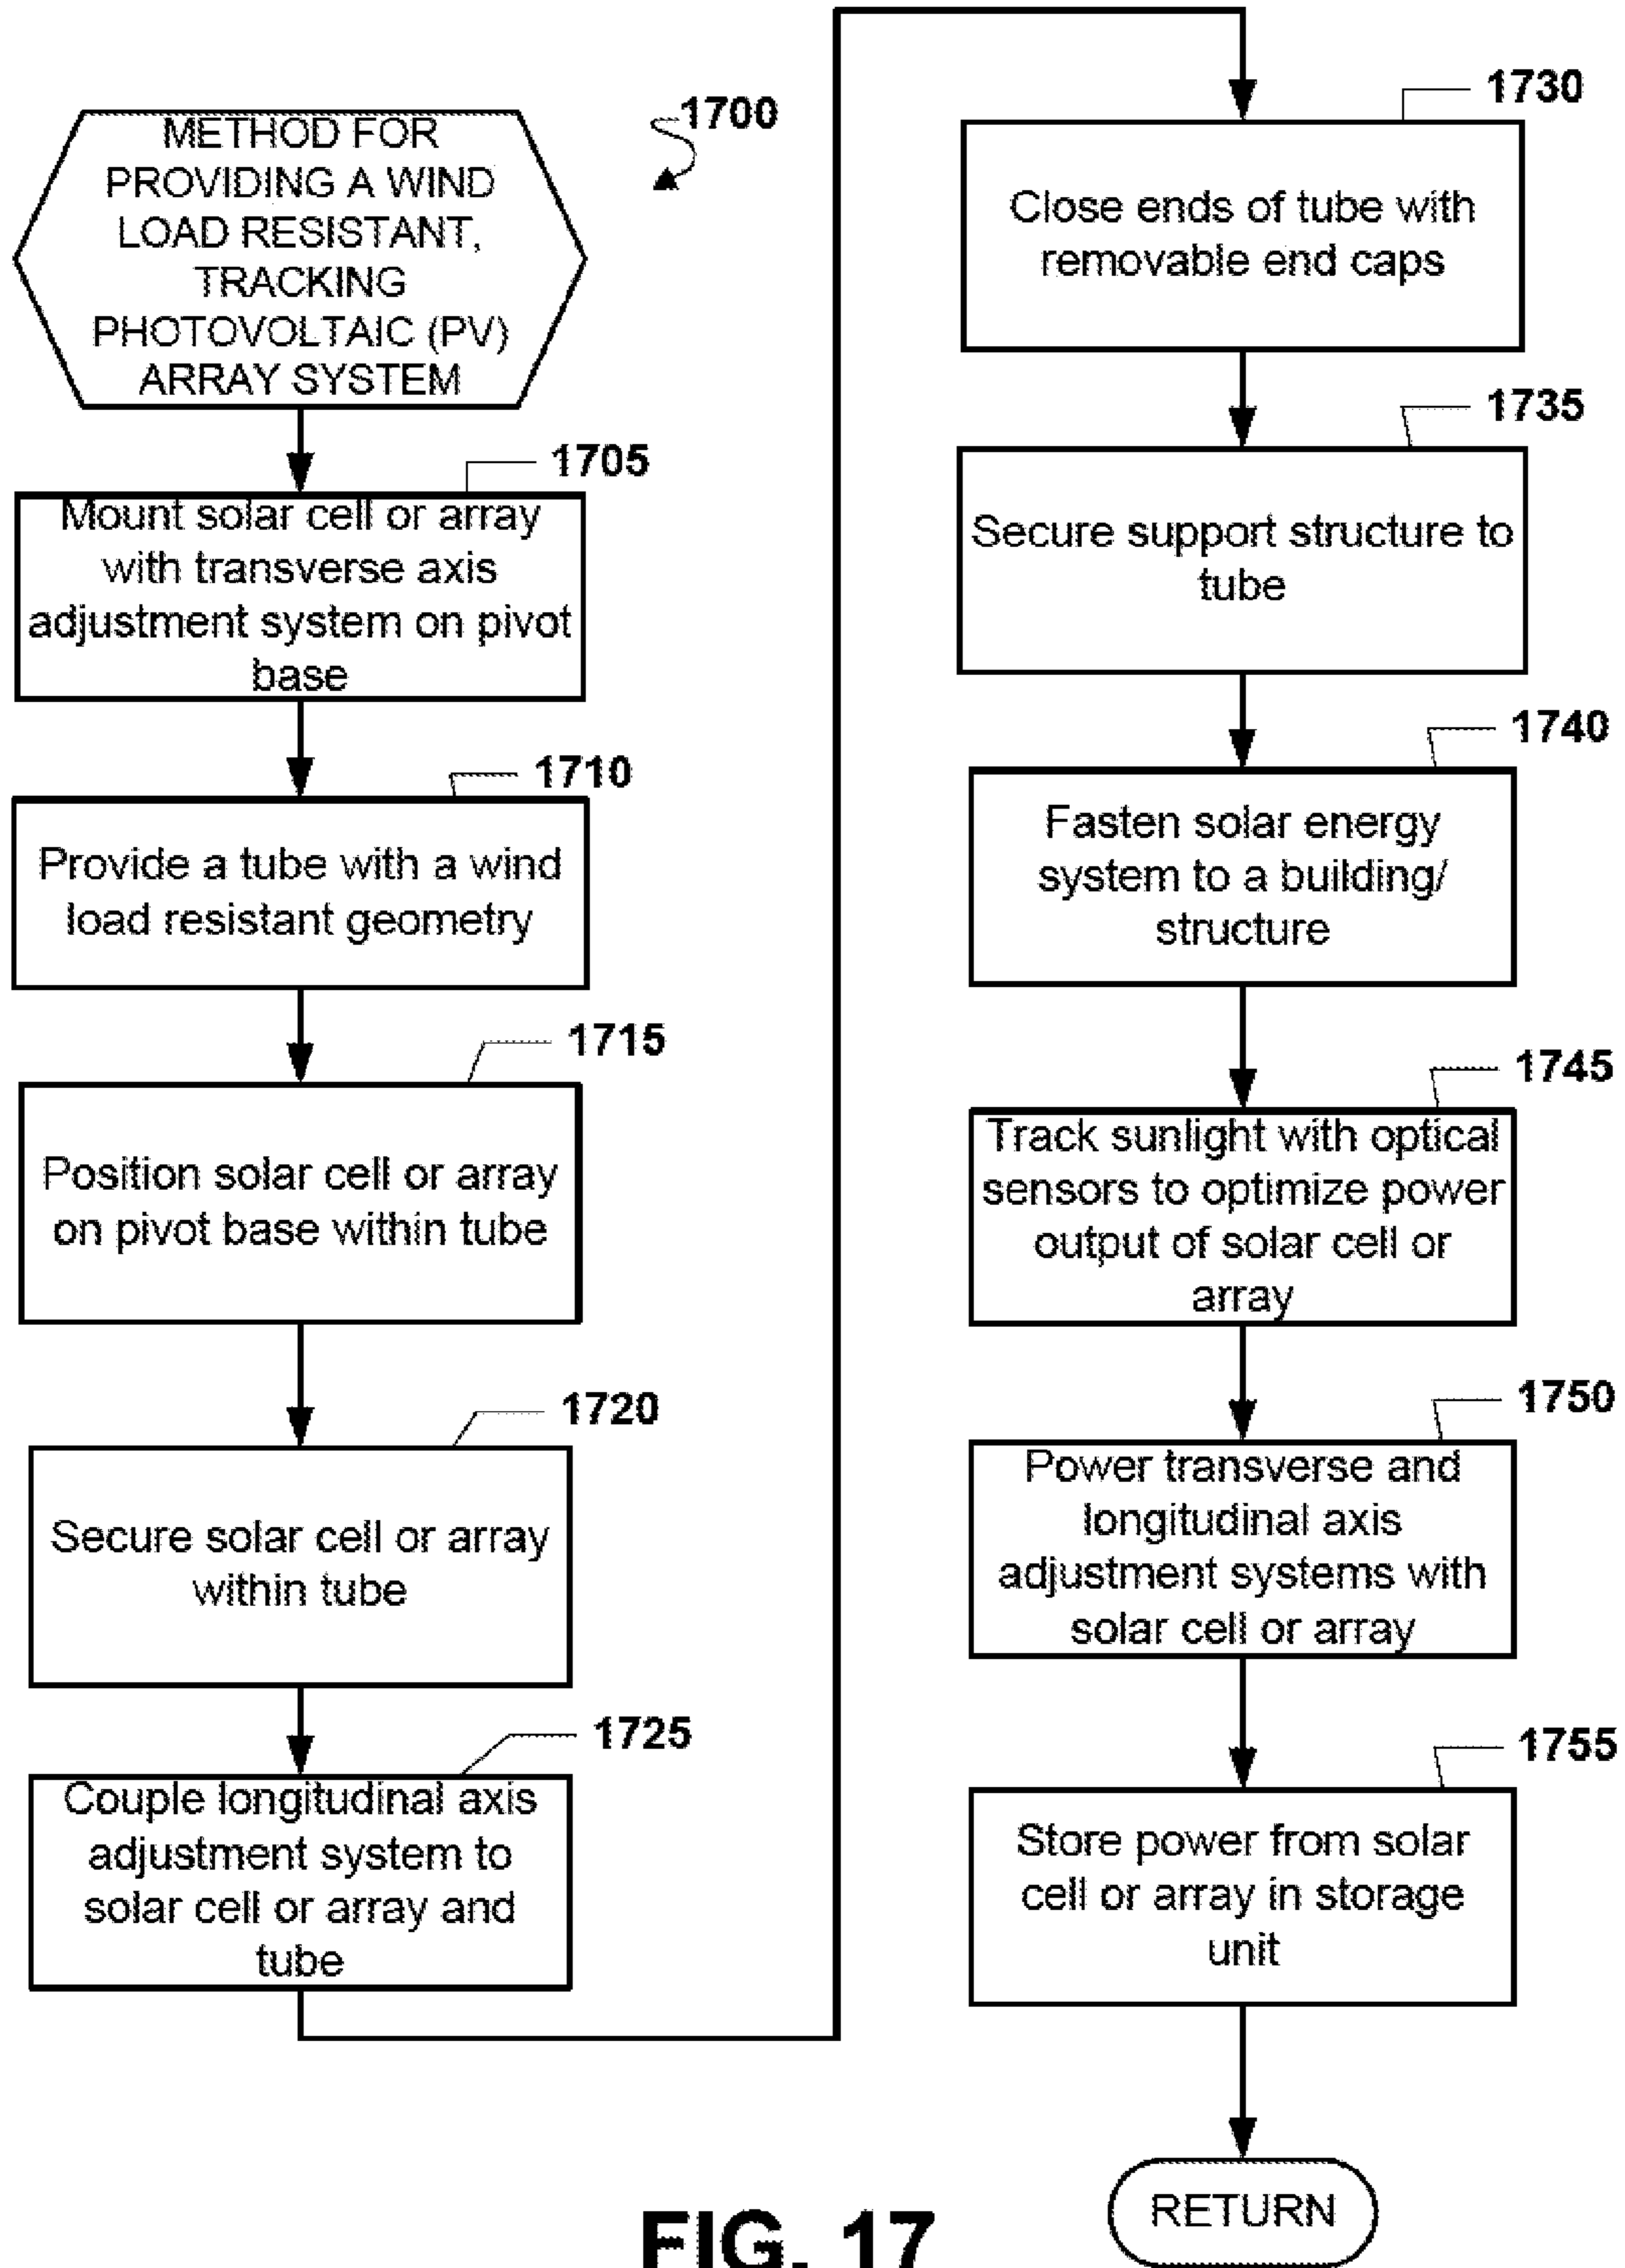 1700
METHOD FOR
PROVIDING A WIND
LOAD RESISTANT,
TRACKING
PHOTOVOLTAIC (PV)
ARRAY SYSTEM
1705
Mount solar cell or array
with transverse axis
adjustment system on pivot
base
1710
Provide a tube with a wind
load resistant geometry
1715
Position solar cell or array
on pivot base within tube
1720
Secure solar cell or array
within tube
1725
Couple longitudinal axis
adjustment system to
solar cell or array and
tube
1730
Close ends of tube with
removable end caps
1735
Secure support structure to
tube
1740
Fasten solar energy
system to a building/
structure
1745
Track sunlight with optical
sensors to optimize power
output of solar cell or
array
1750
Power transverse and
longitudinal axis
adjustment systems with
solar cell or array
1755
Store power from solar
cell or array in storage
unit
RETURN
FIG. 17